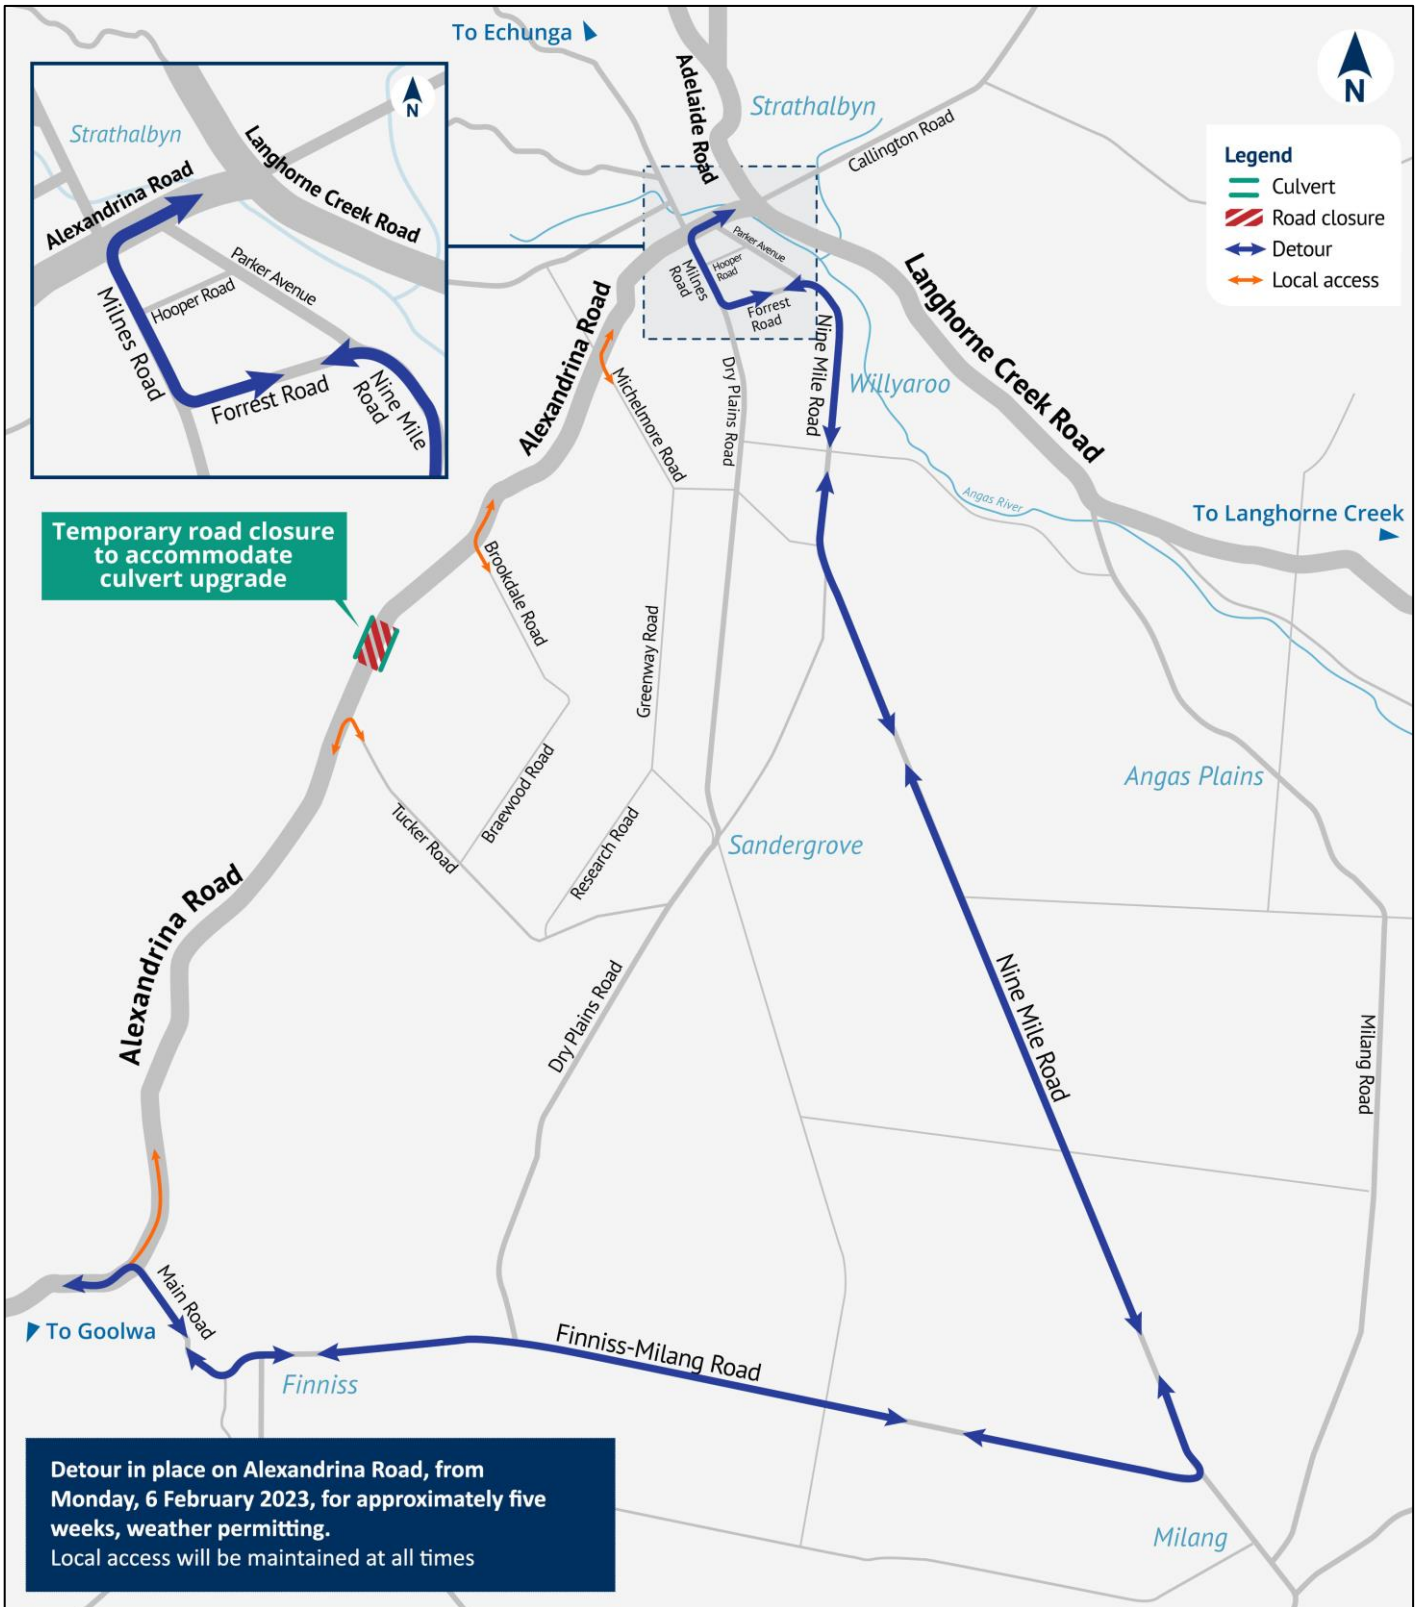 To Echunga
N
Adelaide Road
Strathalbyn
Callington Road
Legend
Culvert
Road closure
Detour
Local access
N
Strathalbyn
Langhorne Creek Road
Alexandrina Road
Parker Avenue
Hooper Road
Milnes Road
Forrest Road
Nine Mile
Road
Parker Avenue
Hooper
Road
Milnes
Road
Forrest
Road
Nine Mile Road
Willyaroo
Langhorne Creek Road
Alexandrina Road
Michelmore Road
Dry Plains Road
Angas River
To Langhorne Creek
Temporary road closure
to accommodate
culvert upgrade
Brookdale Road
Greenway Road
Braewood Road
Tucker Road
Research Road
Sandergrove
Angas Plains
Alexandrina Road
Dry Plains Road
Nine Mile Road
Milang Road
Main Road
To Goolwa
Finniss
Finniss-Milang Road
Milang
Detour in place on Alexandrina Road, from
Monday, 6 February 2023, for approximately five
weeks, weather permitting.
Local access will be maintained at all times